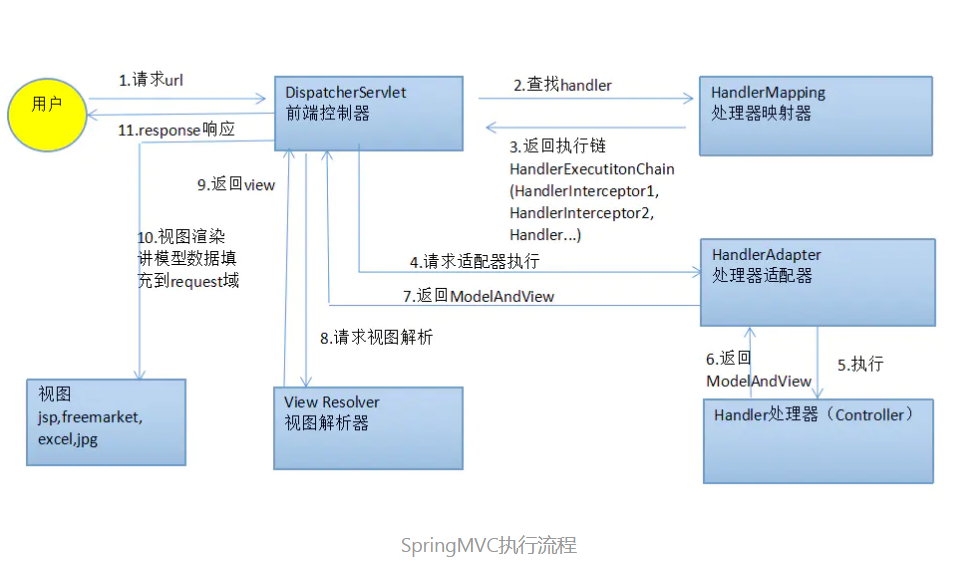 1.请求url
用户
11.response响应
DispatcherServlet
前端控制器
2.查找handler
HandlerMapping
处理器映射器
3.返回执行链
HandlerExecutitonChain
(HandlerInterceptor1,
HandlerInterceptor2,
Handler...)
9.返回view
10.视图渲染
讲模型数据填
充到request域
4.请求适配器执行
7.返回ModelAndView
HandlerAdapter
处理器适配器
8.请求视图解析
6.返回
ModelAndView
5.执行
视图
jsp,freemarket,
excel,jpg
View Resolver
视图解析器
Handler处理器（Controller）
SpringMVC执行流程